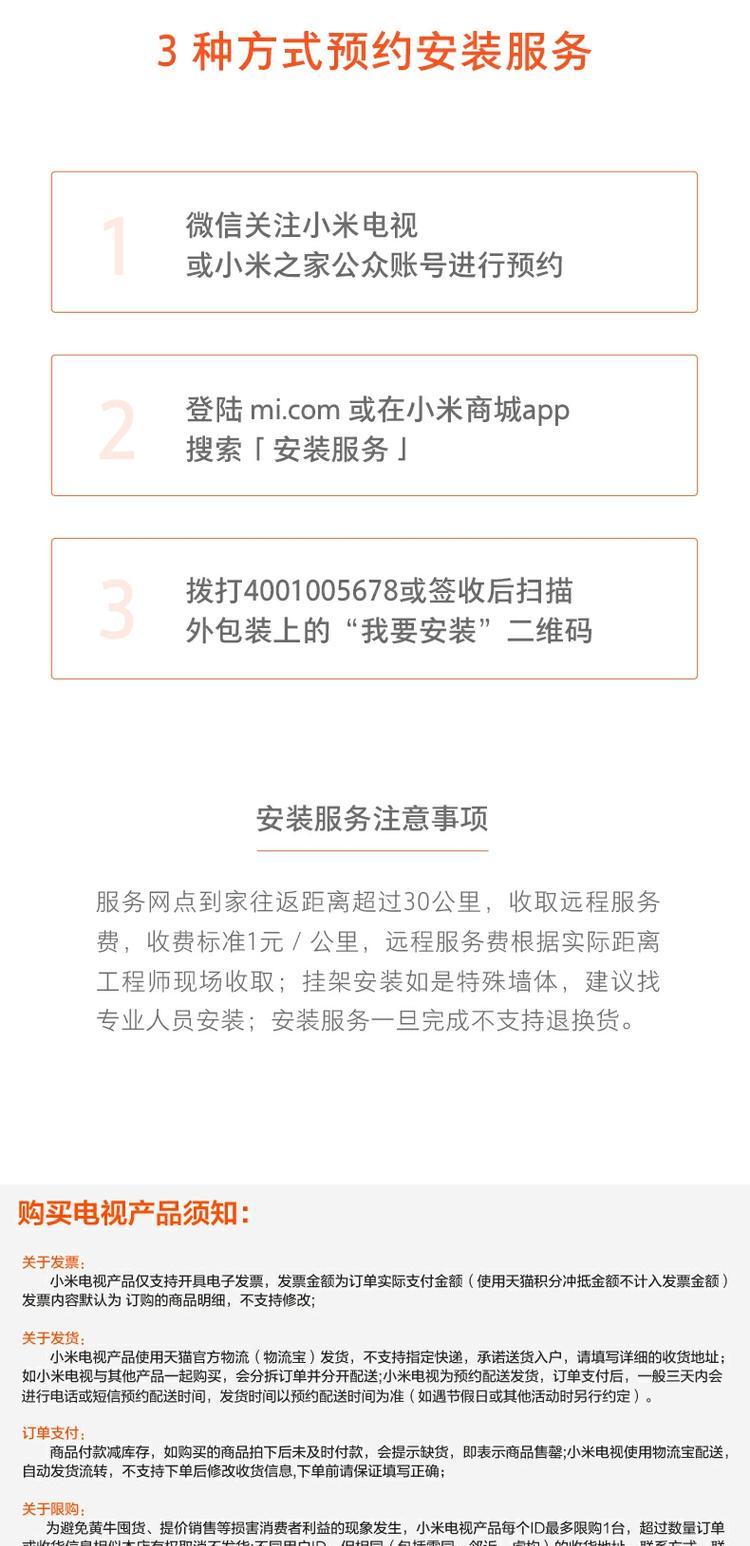 3 种方式预约安装服务
1
微信关注小米电视
或小米之家公众账号进行预约
2
登陆 mi.com 或在小米商城app
搜索「安装服务」
3
拨打4001005678或签收后扫描
外包装上的“我要安装”二维码
安装服务注意事项
服务网点到家往返距离超过30公里，收取远程服务
费，收费标准1元 / 公里，远程服务费根据实际距离
工程师现场收取；挂架安装如是特殊墙体，建议找
专业人员安装；安装服务一旦完成不支持退换货。
购买电视产品须知：
关于发票：
小米电视产品仅支持开具电子发票，发票金额为订单实际支付金额（使用天猫积分冲抵金额不计入发票金额）
发票内容默认为 订购的商品明细，不支持修改;
关于发货：
小米电视产品使用天猫官方物流（物流宝）发货，不支持指定快递，承诺送货入户，请填写详细的收货地址；
如小米电视与其他产品一起购买，会分拆订单并分开配送;小米电视为预约配送发货，订单支付后，一般三天内会
进行电话或短信预约配送时间，发货时间以预约配送时间为准（如遇节假日或其他活动时另行约定）。
订单支付：
商品付款减库存，如购买的商品拍下后未及时付款，会提示缺货，即表示商品售罄;小米电视使用物流宝配送，
自动发货流转，不支持下单后修改收货信息,下单前请保证填写正确；
关于限购：
为避免黄牛囤货、提价销售等损害消费者利益的现象发生，小米电视产品每个ID最多限购1台，超过数量订单